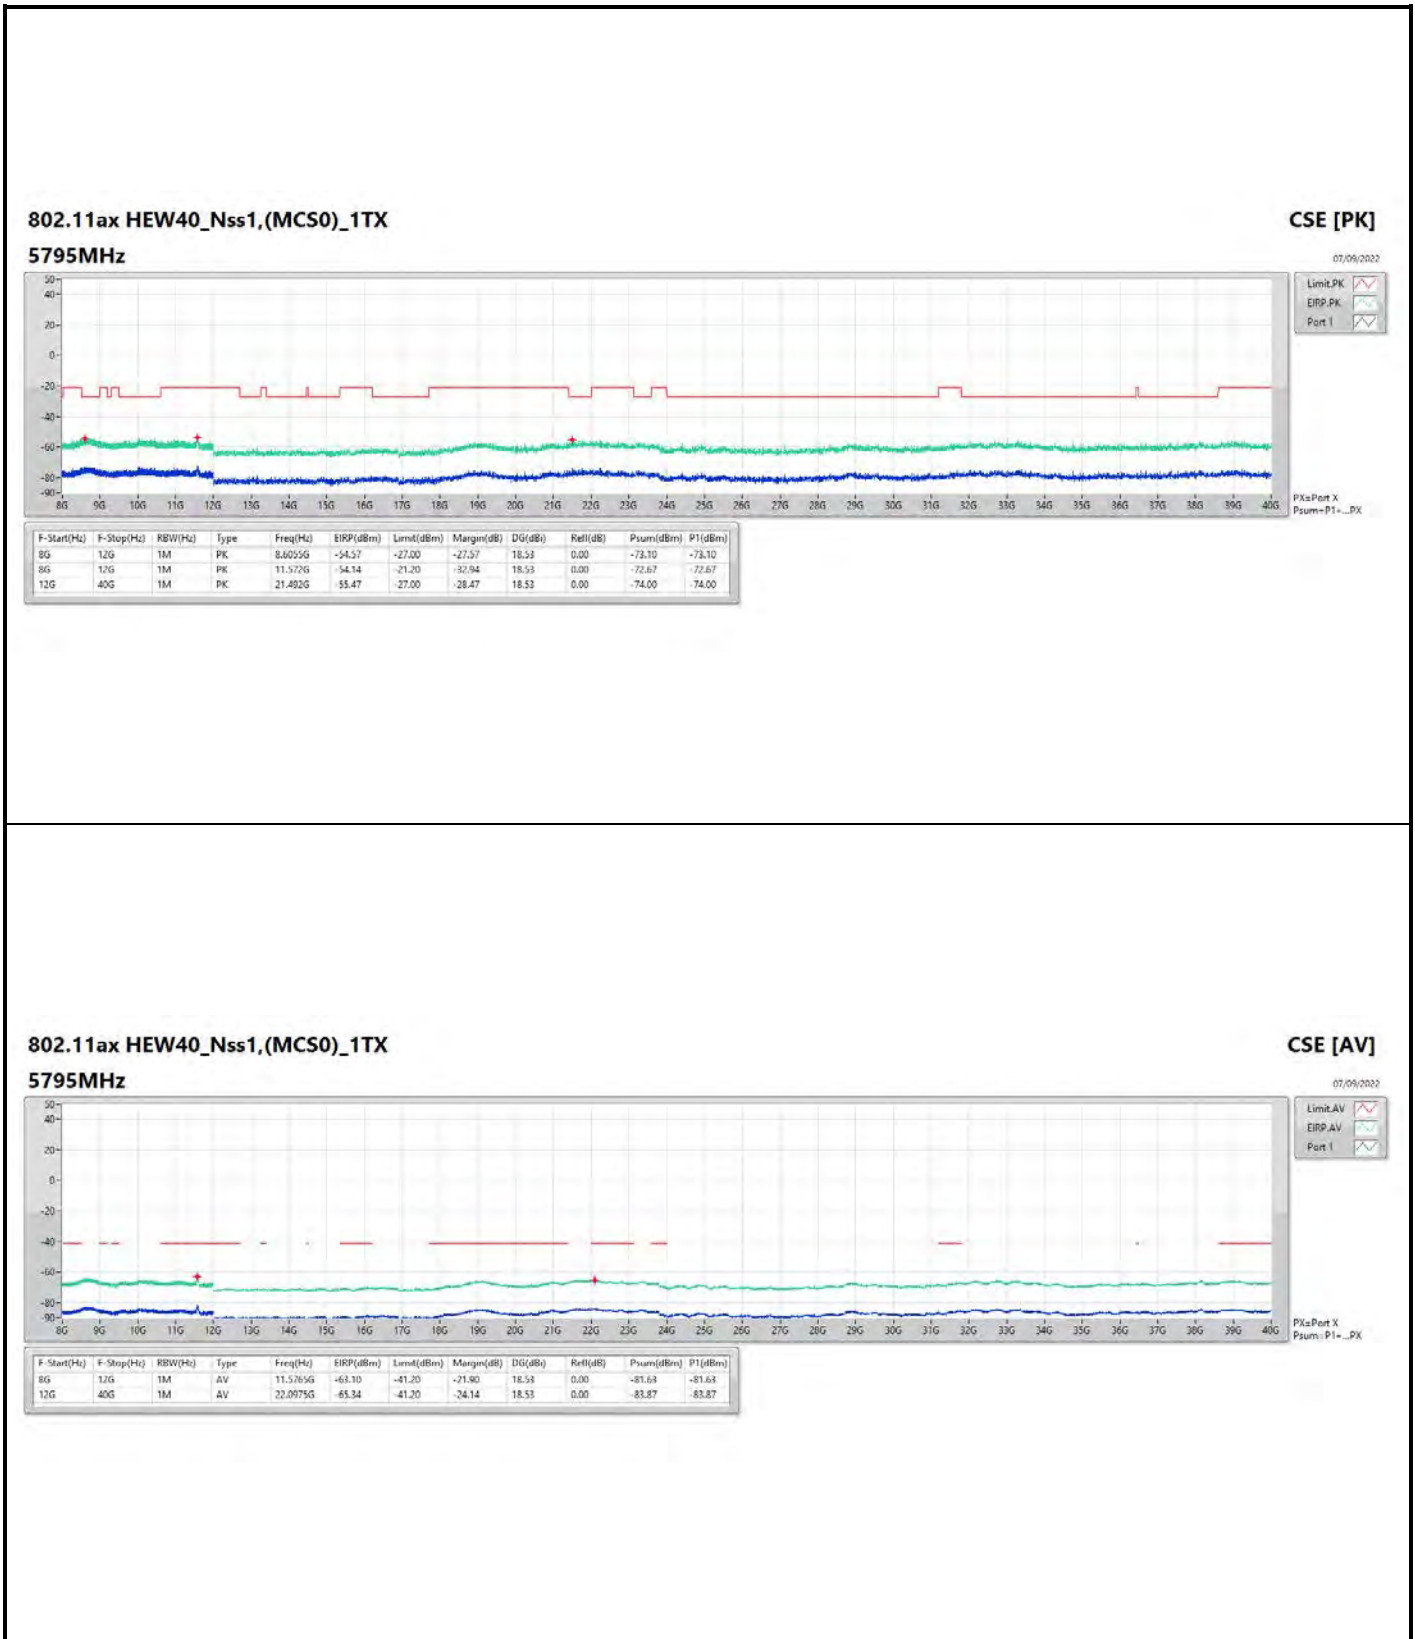 802.11ax HEW40_Nss1,(MCS0)_1TX CSE [PK]
5795MHz 07/09/2022
Limit.PK
EIRP.PK
Port 1
50
40
20
0
-20
-40
-60
-80
-90
8G 9G 10G 11G 12G 13G 14G 15G 16G 17G 18G 19G 20G 21G 22G 23G 24G 25G 26G 27G 28G 29G 30G 31G 32G 33G 34G 35G 36G 37G 38G 39G 40G
PX=Port X
Psum=P1+...PX
F-Start(Hz) F-Stop(Hz) RBW(Hz) Type Freq(Hz) EIRP(dBm) Limit(dBm) Margin(dB) DG(dBi) Refl(dB) Psum(dBm) P1(dBm)
8G 12G 1M PK 8.6055G -54.57 -27.00 -27.57 18.53 0.00 -73.10 -73.10
8G 12G 1M PK 11.572G -54.14 -21.20 -32.94 18.53 0.00 -72.67 -72.67
12G 40G 1M PK 21.492G -55.47 -27.00 -28.47 18.53 0.00 -74.00 -74.00
802.11ax HEW40_Nss1,(MCS0)_1TX CSE [AV]
5795MHz 07/09/2022
Limit.AV
EIRP.AV
Port 1
50
40
20
0
-20
-40
-60
-80
-90
8G 9G 10G 11G 12G 13G 14G 15G 16G 17G 18G 19G 20G 21G 22G 23G 24G 25G 26G 27G 28G 29G 30G 31G 32G 33G 34G 35G 36G 37G 38G 39G 40G
PX=Port X
Psum=P1+...PX
F-Start(Hz) F-Stop(Hz) RBW(Hz) Type Freq(Hz) EIRP(dBm) Limit(dBm) Margin(dB) DG(dBi) Refl(dB) Psum(dBm) P1(dBm)
8G 12G 1M AV 11.5765G -63.10 -41.20 -21.90 18.53 0.00 -81.63 -81.63
12G 40G 1M AV 22.0975G -65.34 -41.20 -24.14 18.53 0.00 -83.87 -83.87